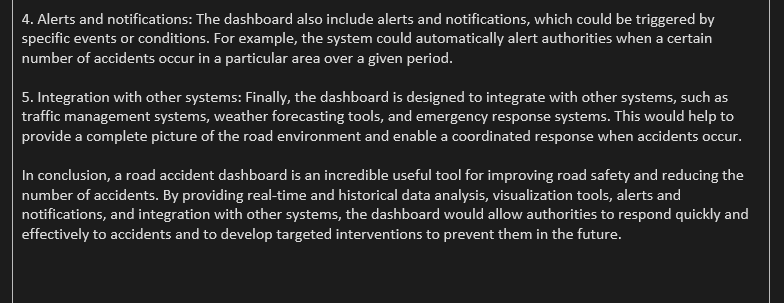 4. Alerts and notifications: The dashboard also include alerts and notifications, which could be triggered by
specific events or conditions. For example, the system could automatically alert authorities when a certain
number of accidents occur in a particular area over a given period.
5. Integration with other systems: Finally, the dashboard is designed to integrate with other systems, such as
traffic management systems, weather forecasting tools, and emergency response systems. This would help to
provide a complete picture of the road environment and enable a coordinated response when accidents occur.
In conclusion, a road accident dashboard is an incredible useful tool for improving road safety and reducing the
number of accidents. By providing real-time and historical data analysis, visualization tools, alerts and
notifications, and integration with other systems, the dashboard would allow authorities to respond quickly and
effectively to accidents and to develop targeted interventions to prevent them in the future.